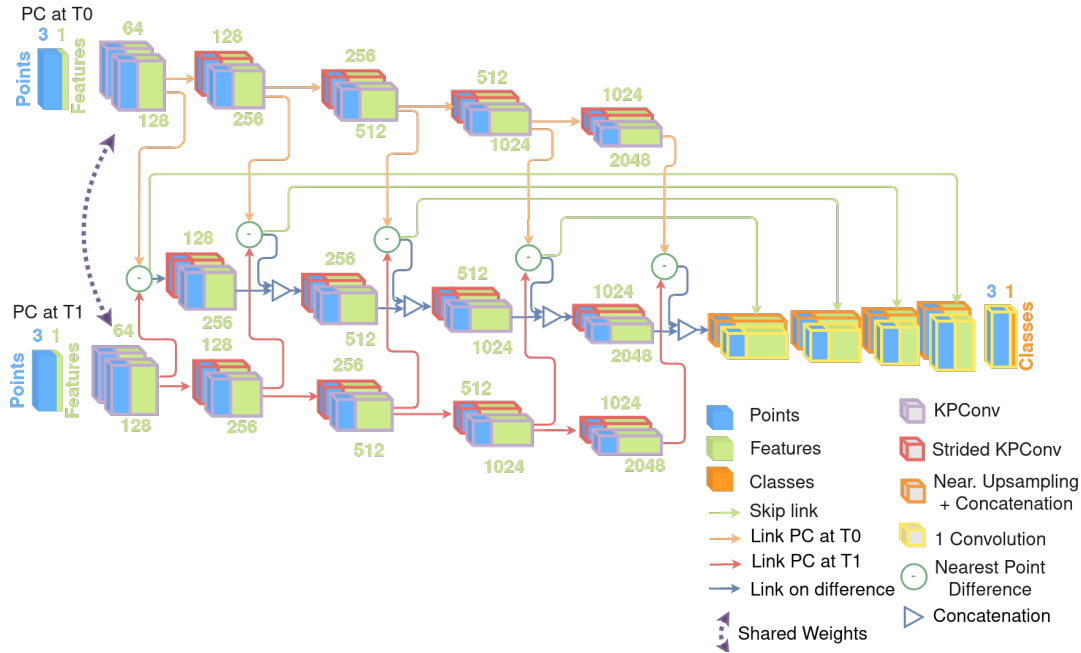 PC at T0
3 1
Points
Features
64
128
128
256
256
512
512
1024
1024
2048
PC at T1
3 1
Points
Features
128
256
256
512
512
1024
1024
2048
64
128
128
256
256
512
512
1024
1024
2048
3 1
Classes
Points
Features
Classes
Skip link
Link PC at T0
Link PC at T1
Link on difference
Shared Weights
KPConv
Strided KPConv
Near. Upsampling
+ Concatenation
1 Convolution
Nearest Point
Difference
Concatenation
-
-
-
-
-
-